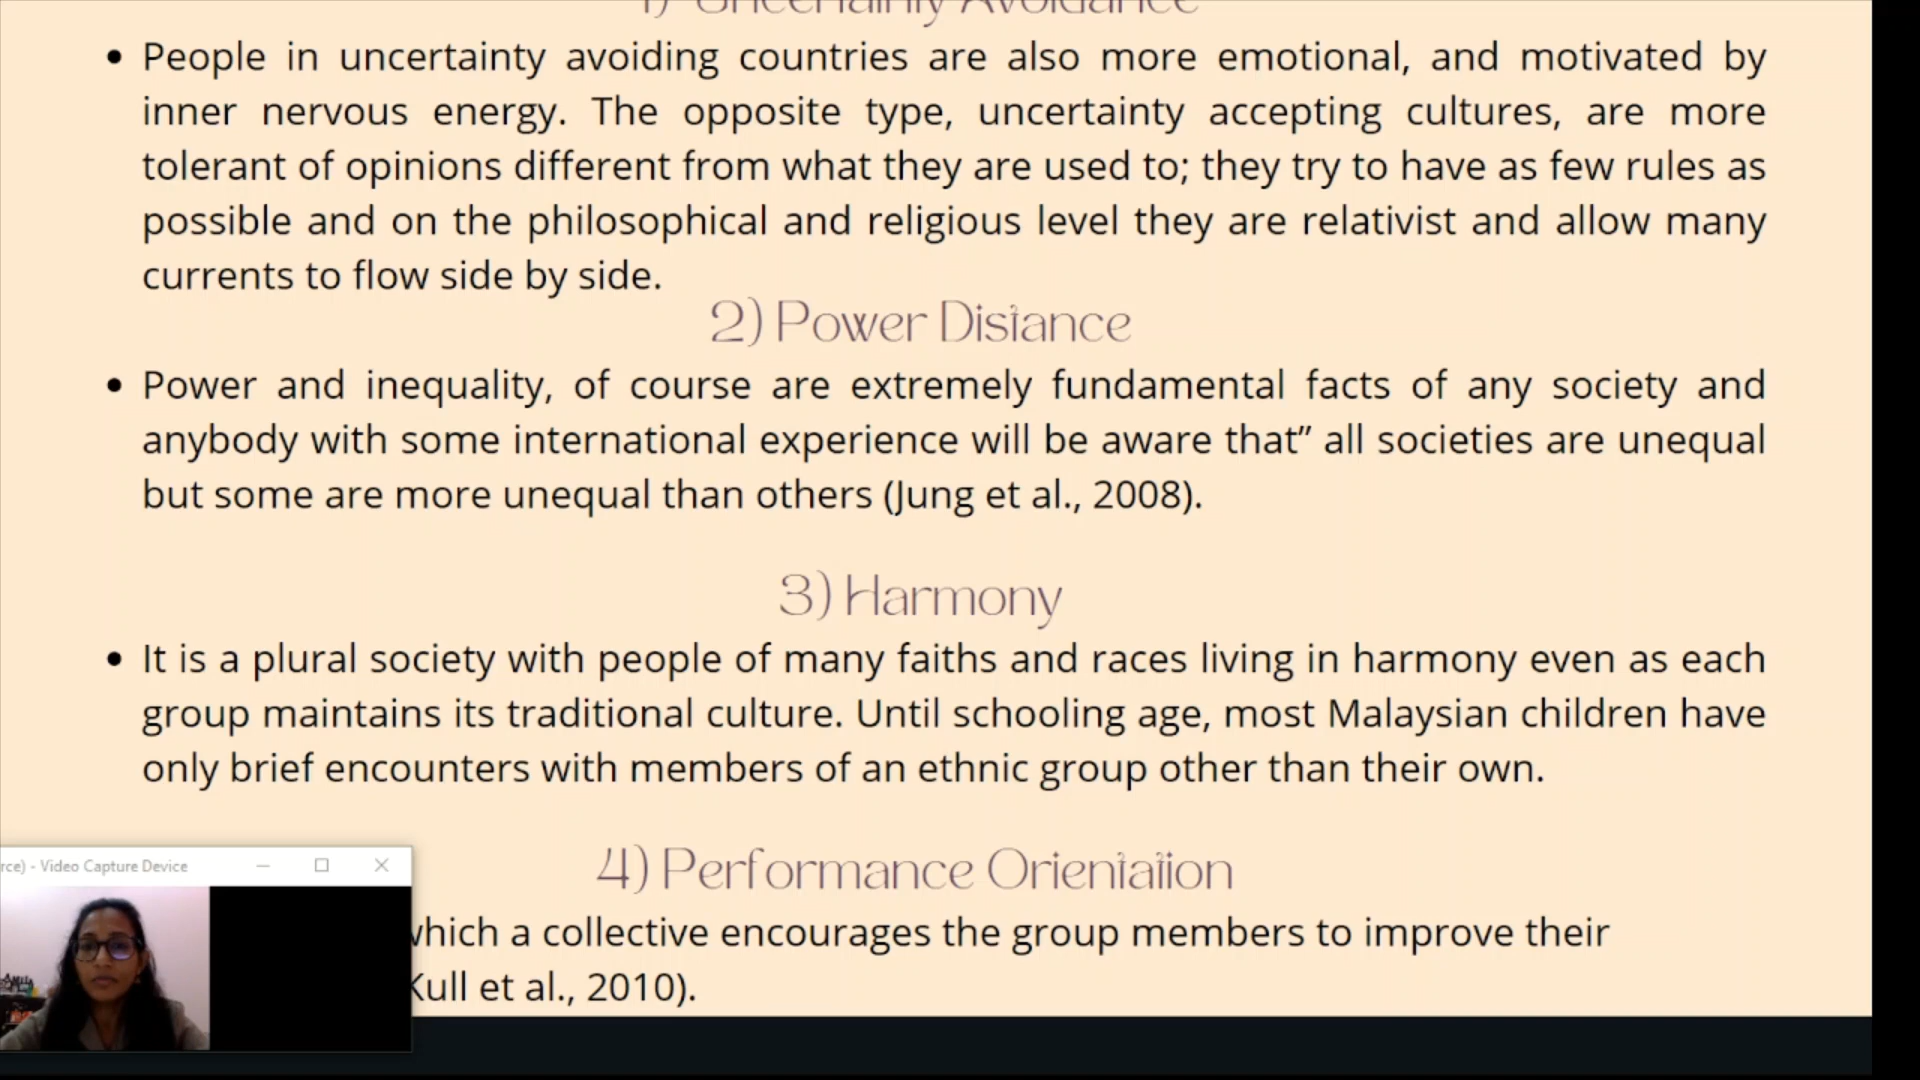 1) Uncertainty Avoidance
People in uncertainty avoiding countries are also more emotional, and motivated by
inner nervous energy. The opposite type, uncertainty accepting cultures, are more
tolerant of opinions different from what they are used to; they try to have as few rules as
possible and on the philosophical and religious level they are relativist and allow many
currents to flow side by side.
2) Power Distance
Power and inequality, of course are extremely fundamental facts of any society and
anybody with some international experience will be aware that” all societies are unequal
but some are more unequal than others (Jung et al., 2008).
3) Harmony
It is a plural society with people of many faiths and races living in harmony even as each
group maintains its traditional culture. Until schooling age, most Malaysian children have
only brief encounters with members of an ethnic group other than their own.
4) Performance Orientation
which a collective encourages the group members to improve their
Kull et al., 2010).
rce) - Video Capture Device